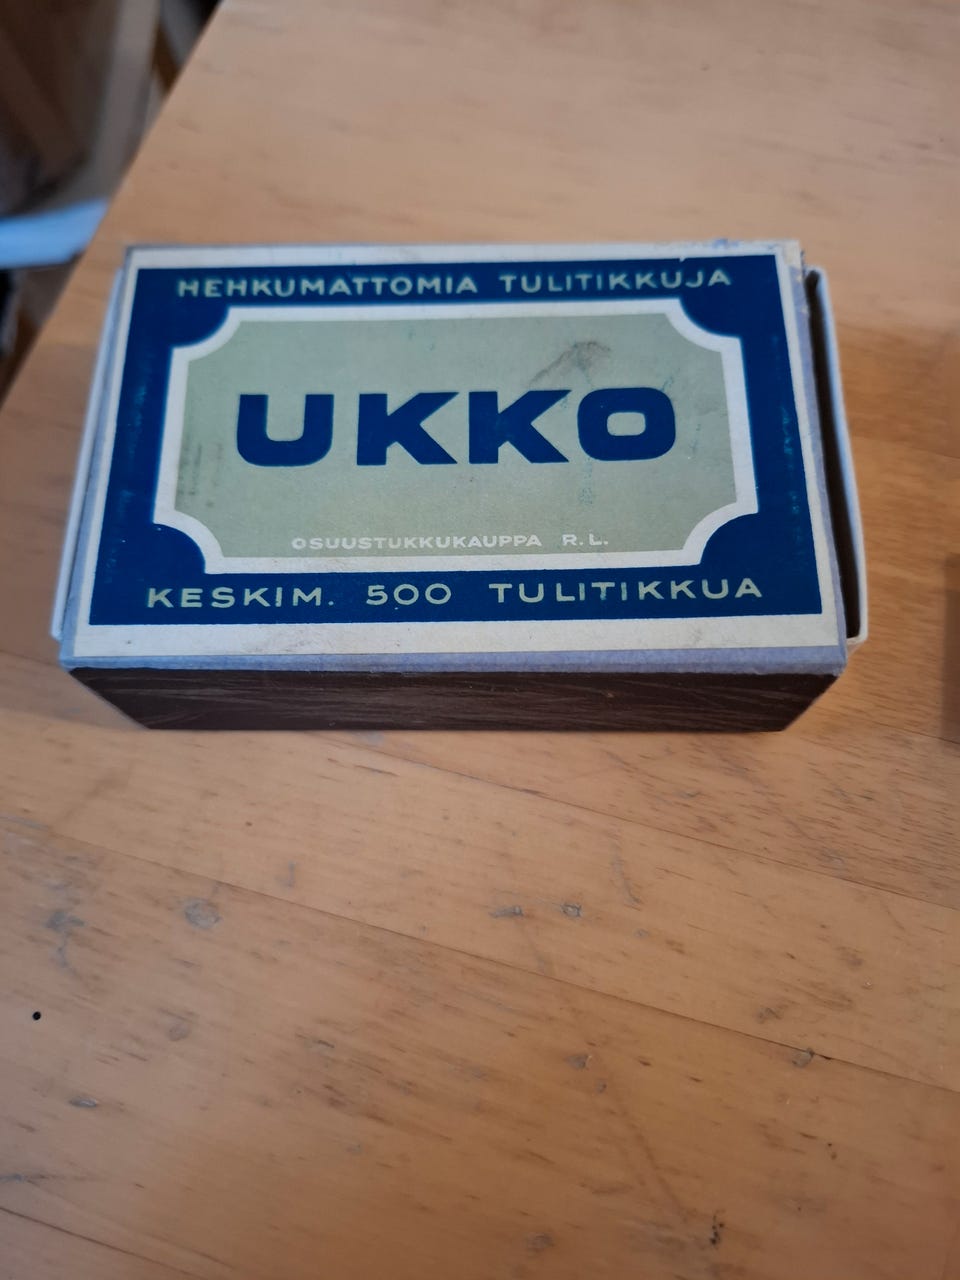 HEHKUMATTOMIA TULITIKKUJA
UKKO
OSUUSTUKKUKAUPPA R.L.
KESKIM. 500 TULITIKKUA